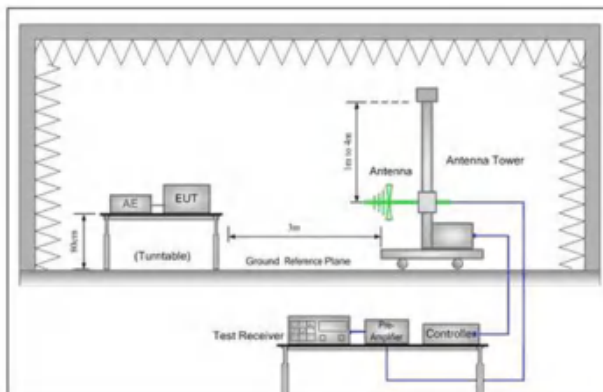 1m to 4m
Antenna
Antenna Tower
AE
EUT
80cm
(Turntable)
3m
Ground Reference Plane
Test Receiver
Pre-
Amplifier
Controller